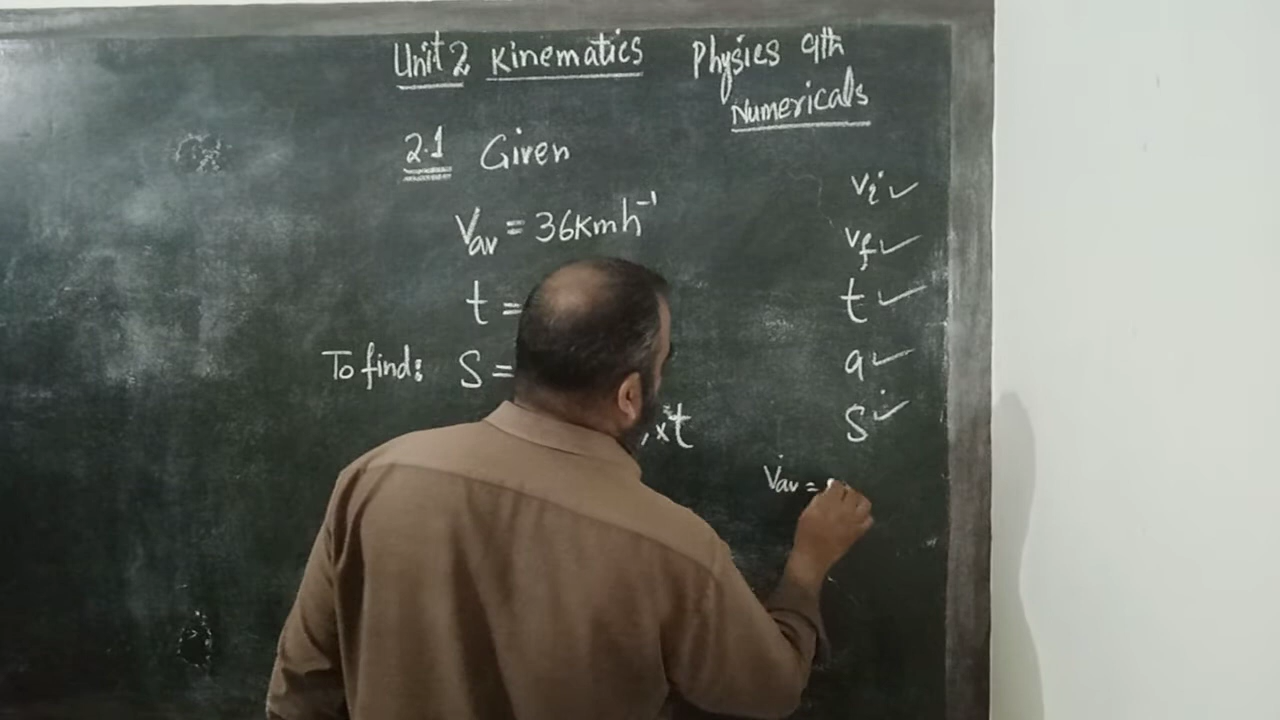 Unit 2 Kinematics Physics 9th
Numericals
2.1 Given
Vav = 36Kmh⁻¹
t =
To find: S =
×t
vi ✓
vf ✓
t ✓
a ✓
S ✓
Vav =